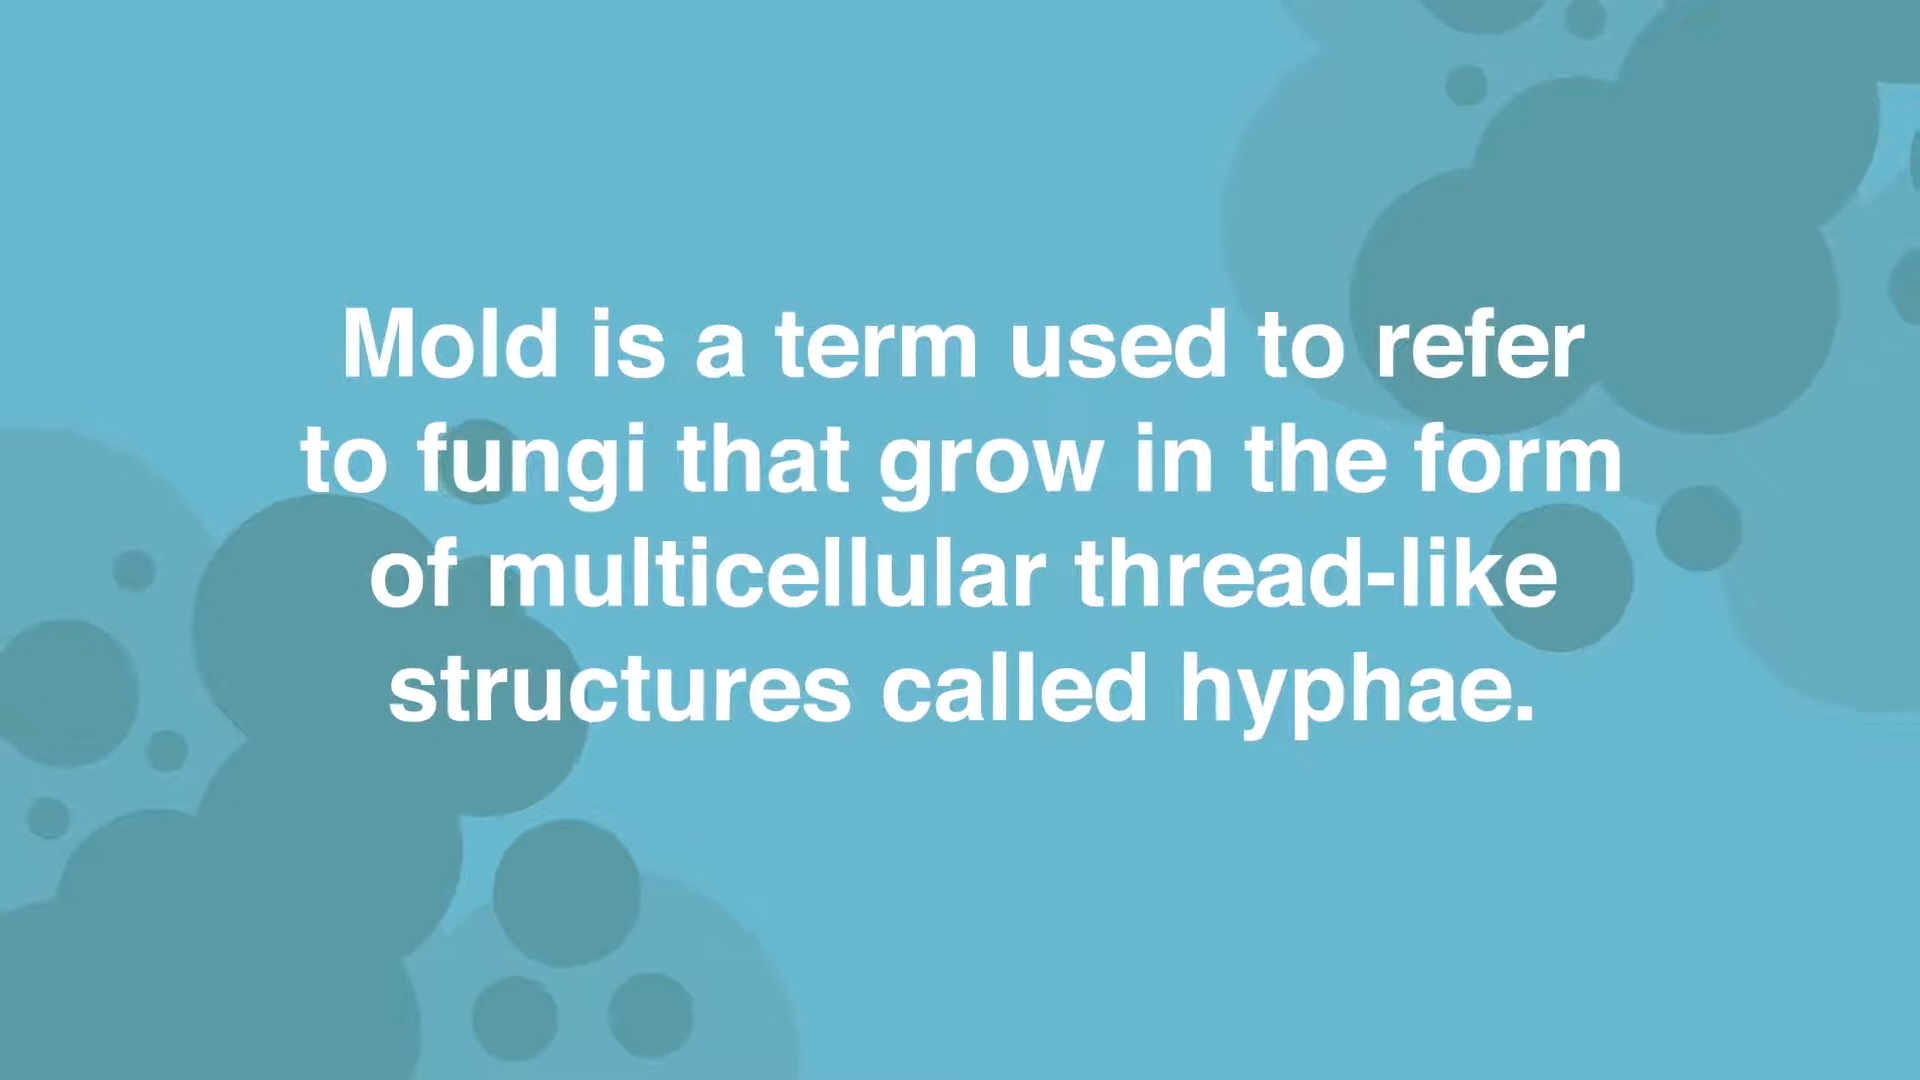 Mold is a term used to refer
to fungi that grow in the form
of multicellular thread-like
structures called hyphae.